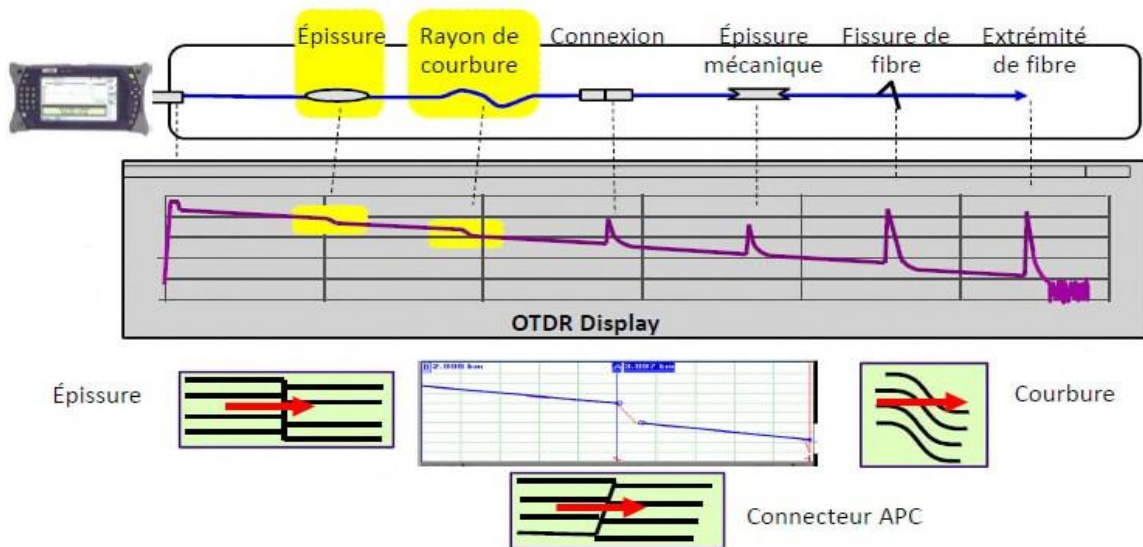 Épissure
Rayon de
courbure
Connexion
Épissure
mécanique
Fissure de
fibre
Extrémité
de fibre
OTDR Display
Épissure
Courbure
Connecteur APC